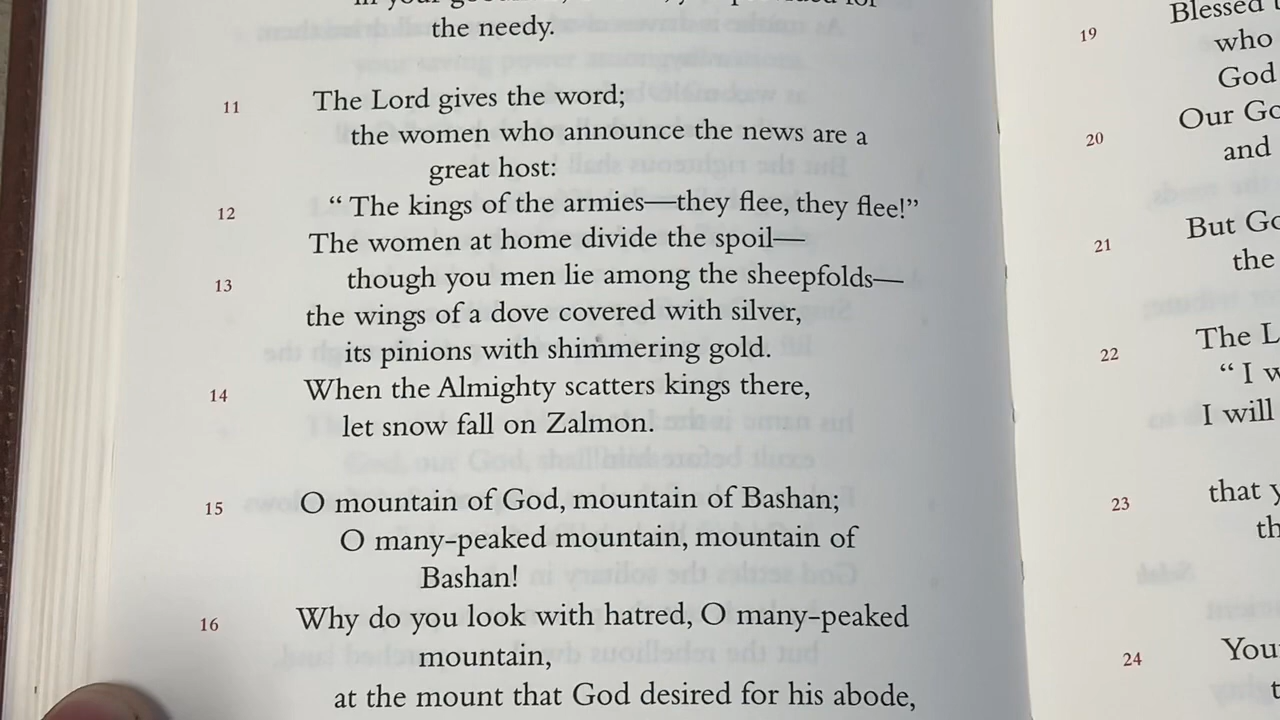 the needy.
11 The Lord gives the word;
the women who announce the news are a
great host:
12 “The kings of the armies—they flee, they flee!”
The women at home divide the spoil—
13 though you men lie among the sheepfolds—
the wings of a dove covered with silver,
its pinions with shimmering gold.
14 When the Almighty scatters kings there,
let snow fall on Zalmon.
15 O mountain of God, mountain of Bashan;
O many-peaked mountain, mountain of
Bashan!
16 Why do you look with hatred, O many-peaked
mountain,
at the mount that God desired for his abode,
19 Blessed
who
God
20 Our
and
21 But
the
22 The
“I
I will
23 that
24